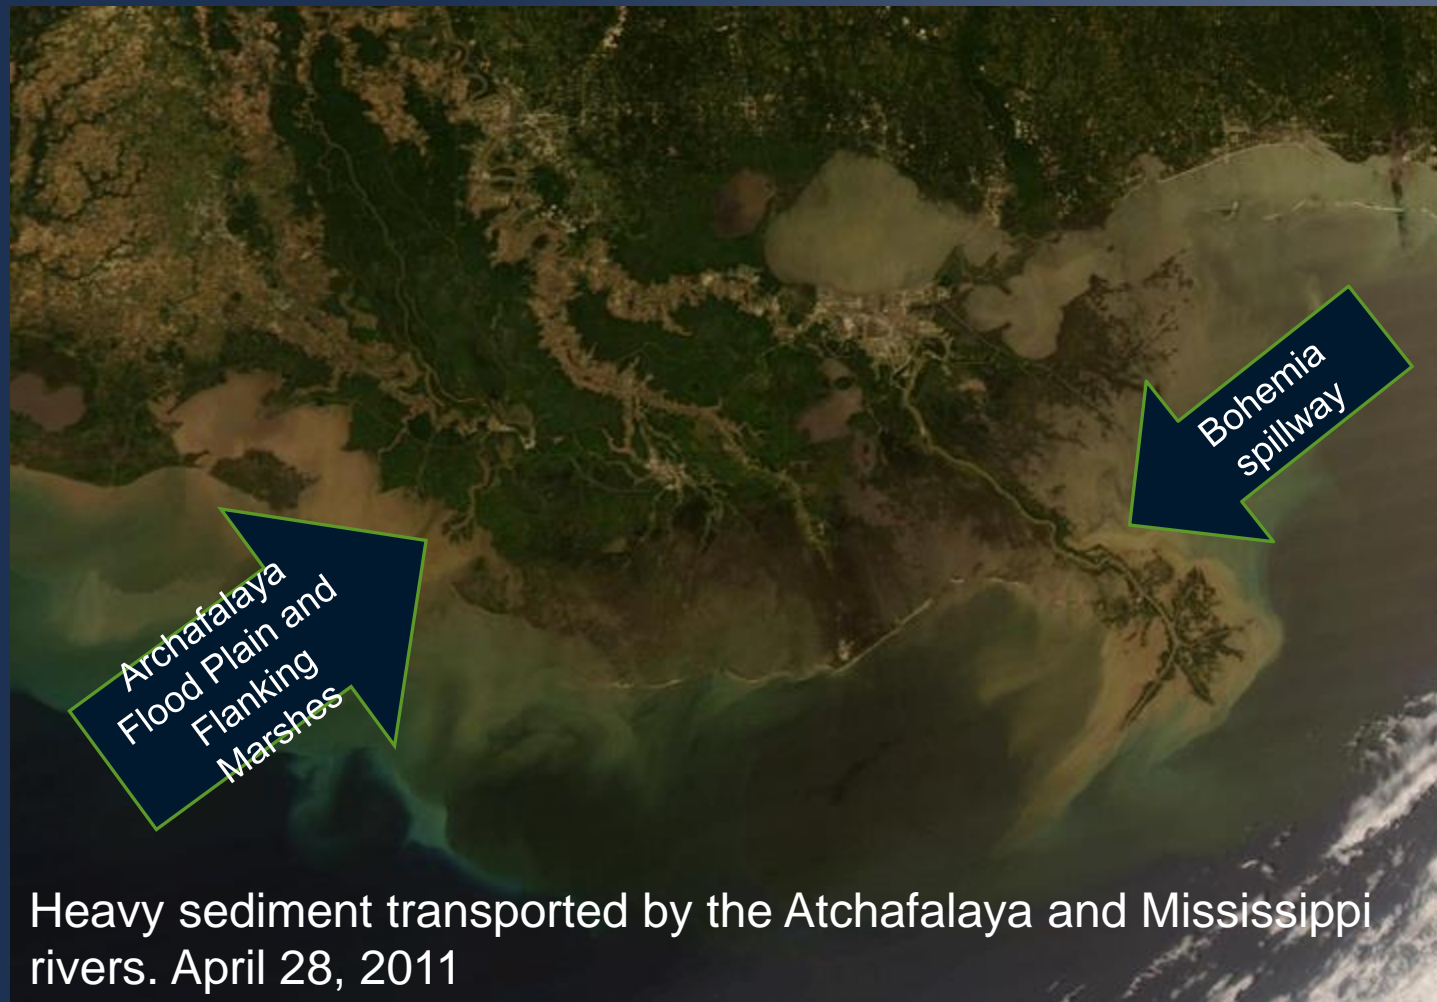 Bohemia
spillway
Archafalaya
Flood Plain and
Flanking
Marshes
Heavy sediment transported by the Atchafalaya and Mississippi
rivers. April 28, 2011